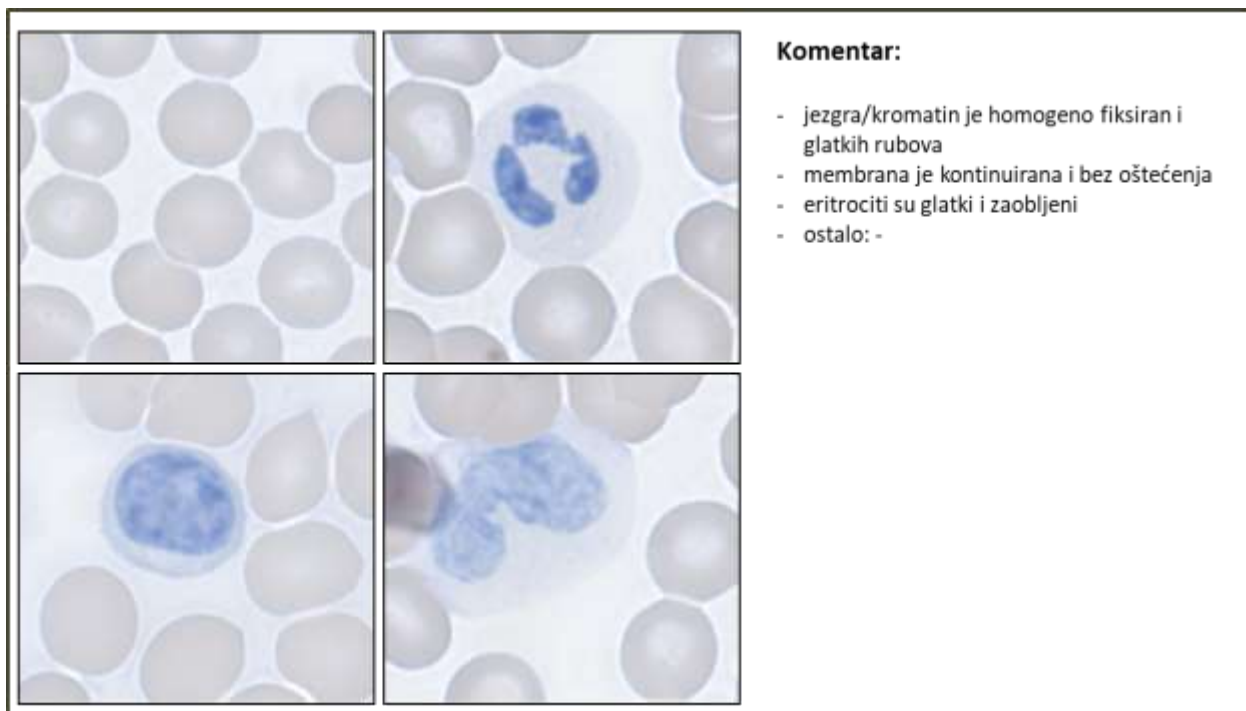 Komentar:
- jezgra/kromatin je homogeno fiksiran i
glatkih rubova
- membrana je kontinuirana i bez oštećenja
- eritrociti su glatki i zaobljeni
- ostalo: -